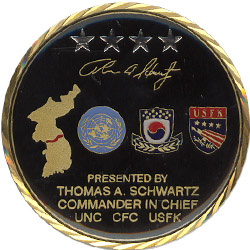 USFK
PRESENTED BY
THOMAS A. SCHWARTZ
COMMANDER IN CHIEF
UNC CFC USFK